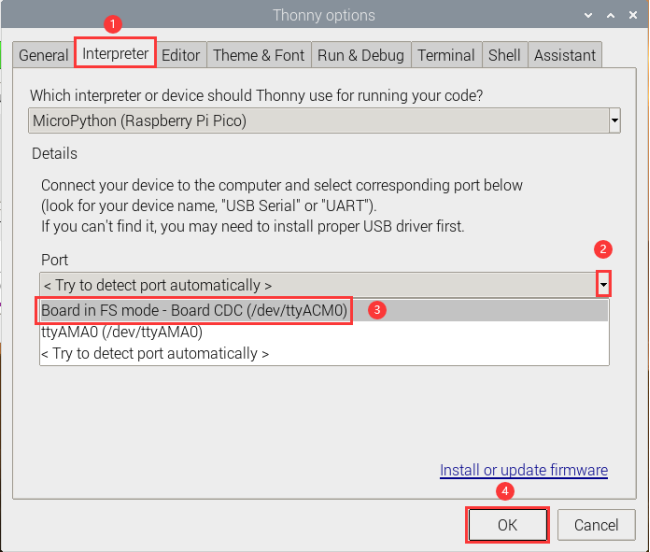 Thonny options
1
General Interpreter Editor Theme & Font Run & Debug Terminal Shell Assistant
Which interpreter or device should Thonny use for running your code?
MicroPython (Raspberry Pi Pico)
Details
Connect your device to the computer and select corresponding port below
(look for your device name, "USB Serial" or "UART").
If you can't find it, you may need to install proper USB driver first.
Port
2
< Try to detect port automatically >
Board in FS mode - Board CDC (/dev/ttyACM0)
3
ttyAMA0 (/dev/ttyAMA0)
< Try to detect port automatically >
Install or update firmware
4
OK Cancel